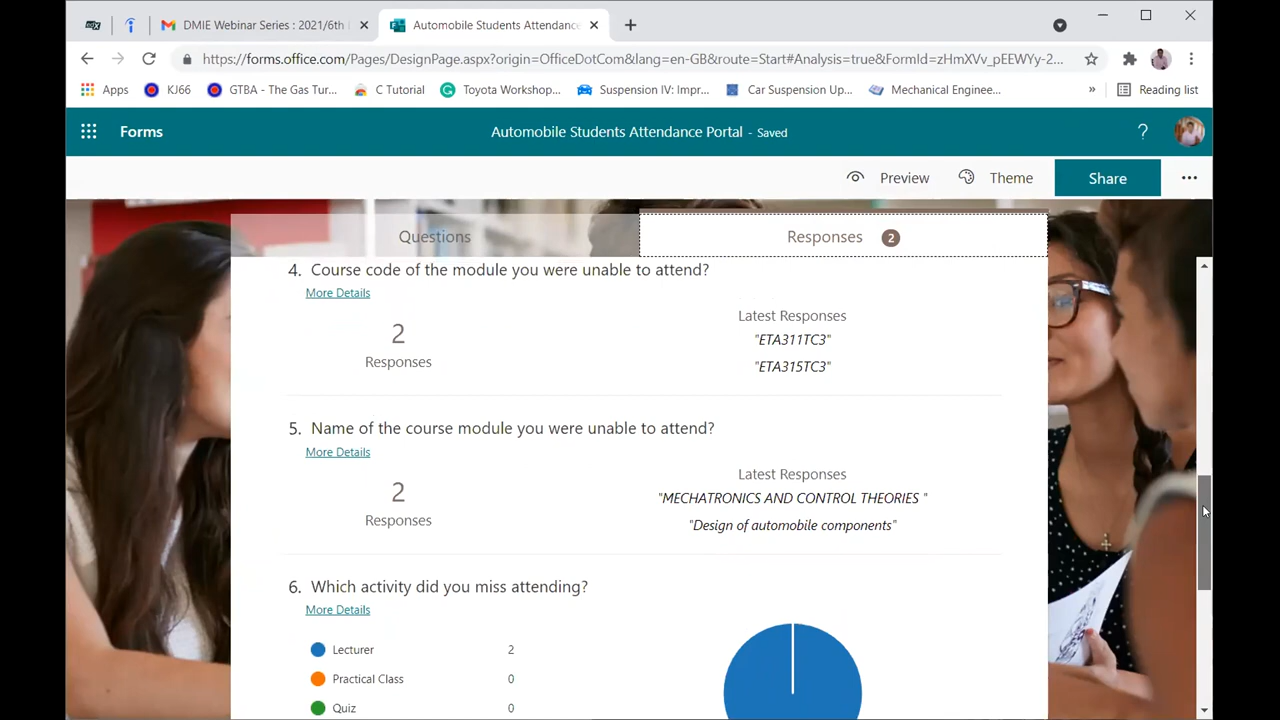 DMIE Webinar Series : 2021/6th
Automobile Students Attendance
https://forms.office.com/Pages/DesignPage.aspx?origin=OfficeDotCom&lang=en-GB&route=Start#Analysis=true&FormId=zHmXVv_pEEWYy-2...
Apps KJ66 GTBA - The Gas Tur... C Tutorial Toyota Workshop... Suspension IV: Impr... Car Suspension Up... Mechanical Enginee... » Reading list
Forms Automobile Students Attendance Portal - Saved ?
Preview Theme Share ...
Questions Responses 2
4. Course code of the module you were unable to attend?
More Details
2
Responses
Latest Responses
"ETA311TC3"
"ETA315TC3"
5. Name of the course module you were unable to attend?
More Details
2
Responses
Latest Responses
"MECHATRONICS AND CONTROL THEORIES "
"Design of automobile components"
6. Which activity did you miss attending?
More Details
Lecturer 2
Practical Class 0
Quiz 0